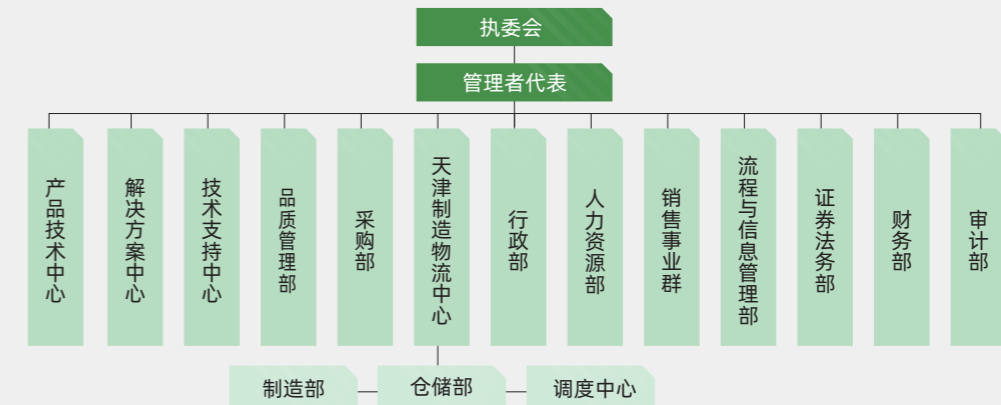 执委会
管理者代表
产品技术中心
解决方案中心
技术支持中心
品质管理部
采购部
天津制造物流中心
行政部
人力资源部
销售事业群
流程与信息管理部
证券法务部
财务部
审计部
制造部
仓储部
调度中心